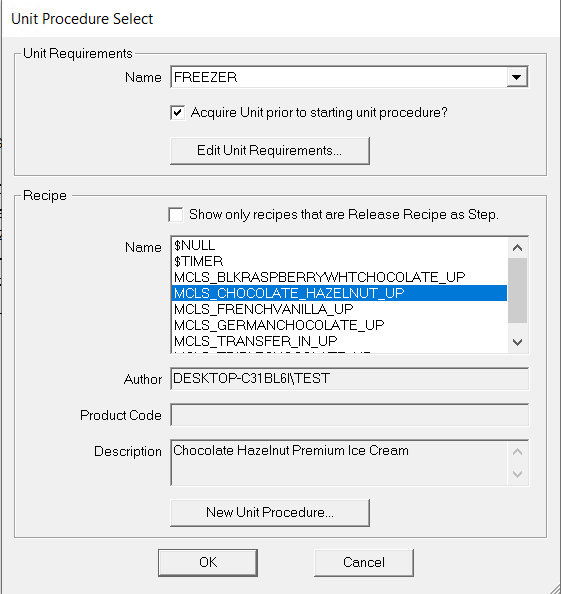 Unit Procedure Select
Unit Requirements
Name FREEZER
Acquire Unit prior to starting unit procedure?
Edit Unit Requirements...
Recipe
Show only recipes that are Release Recipe as Step.
Name $NULL
$TIMER
MCLS_BLKRASPBERRYWHTCHOCOLATE_UP
MCLS_CHOCOLATE_HAZELNUT_UP
MCLS_FRENCHVANILLA_UP
MCLS_GERMANCHOCOLATE_UP
MCLS_TRANSFER_IN_UP
Author DESKTOP-C31BL6I\TEST
Product Code
Description Chocolate Hazelnut Premium Ice Cream
New Unit Procedure...
OK Cancel